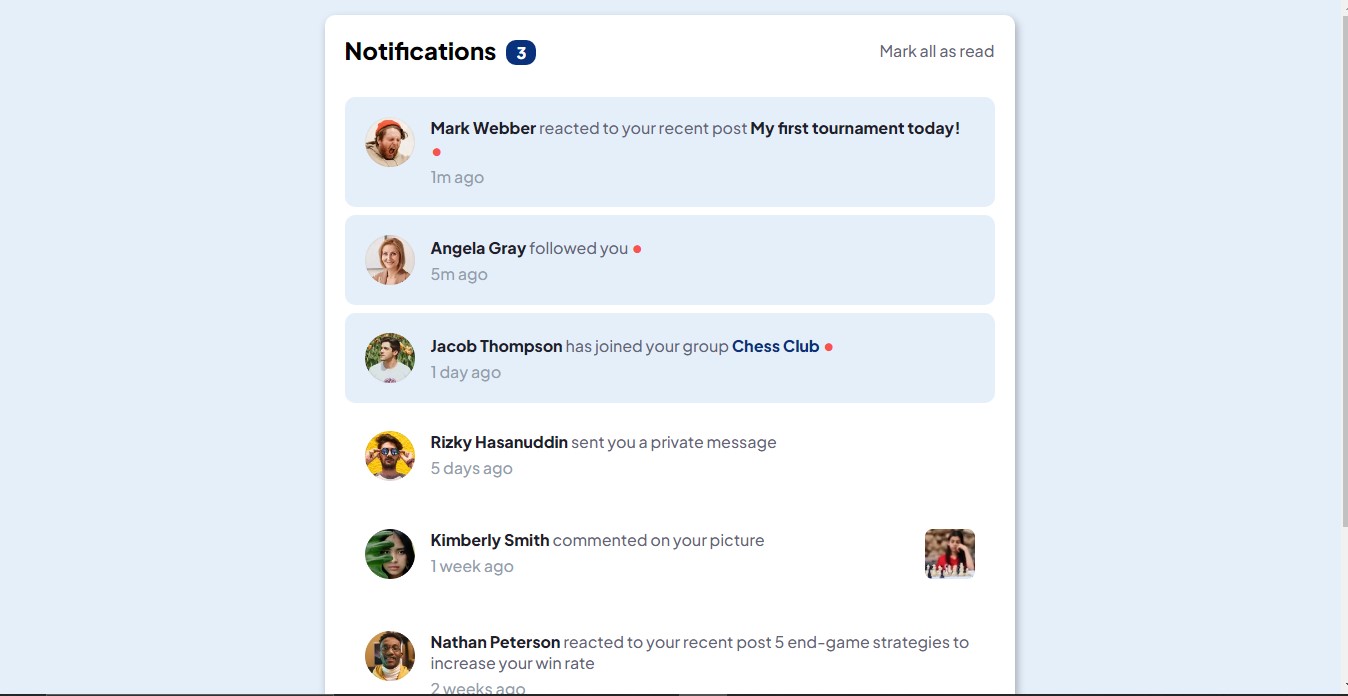 Notifications 3 Mark all as read
Mark Webber reacted to your recent post My first tournament today!
1m ago
Angela Gray followed you
5m ago
Jacob Thompson has joined your group Chess Club
1 day ago
Rizky Hasanuddin sent you a private message
5 days ago
Kimberly Smith commented on your picture
1 week ago
Nathan Peterson reacted to your recent post 5 end-game strategies to
increase your win rate
2 weeks ago